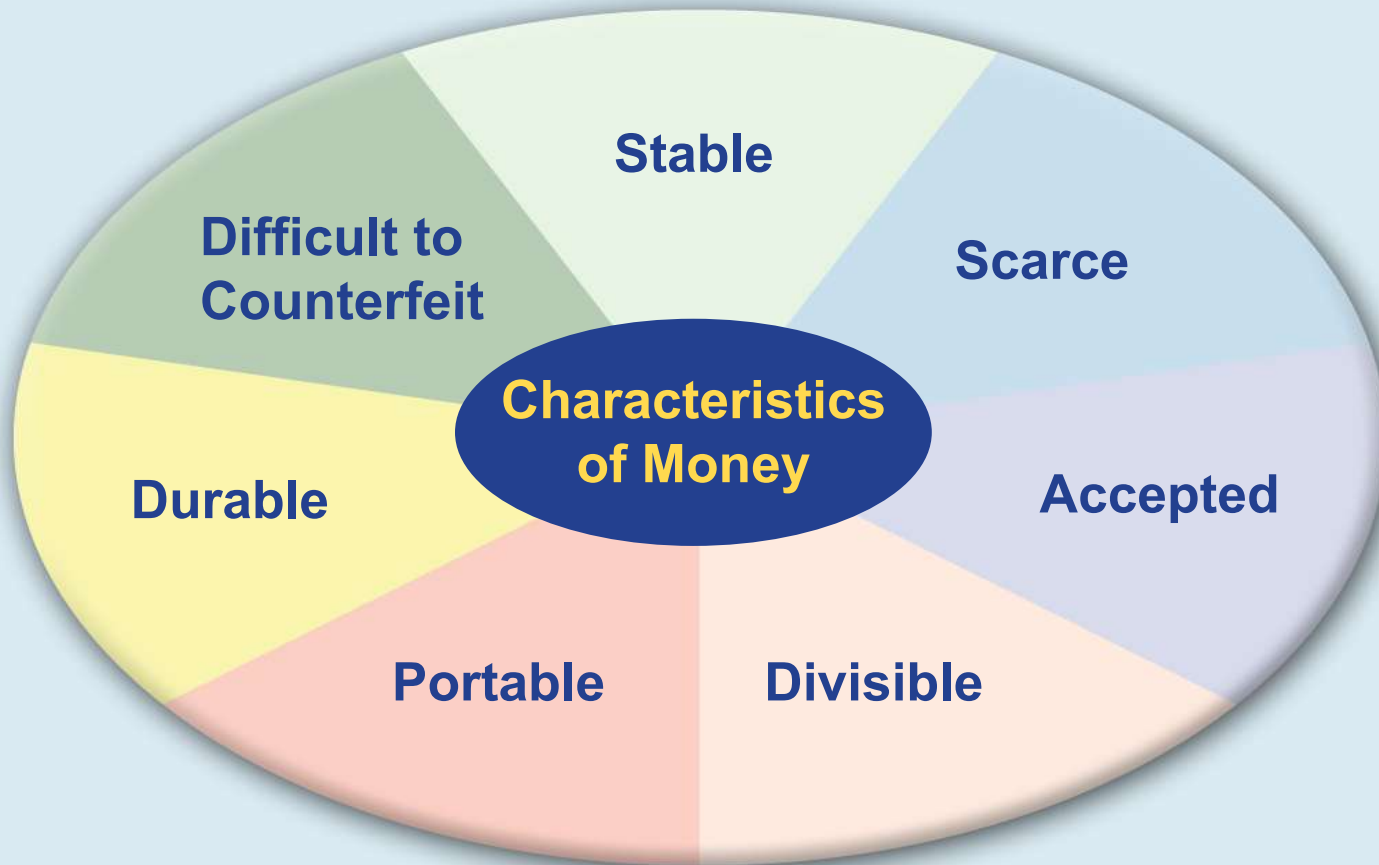 Stable
Scarce
Accepted
Divisible
Portable
Durable
Difficult to
Counterfeit
Characteristics
of Money